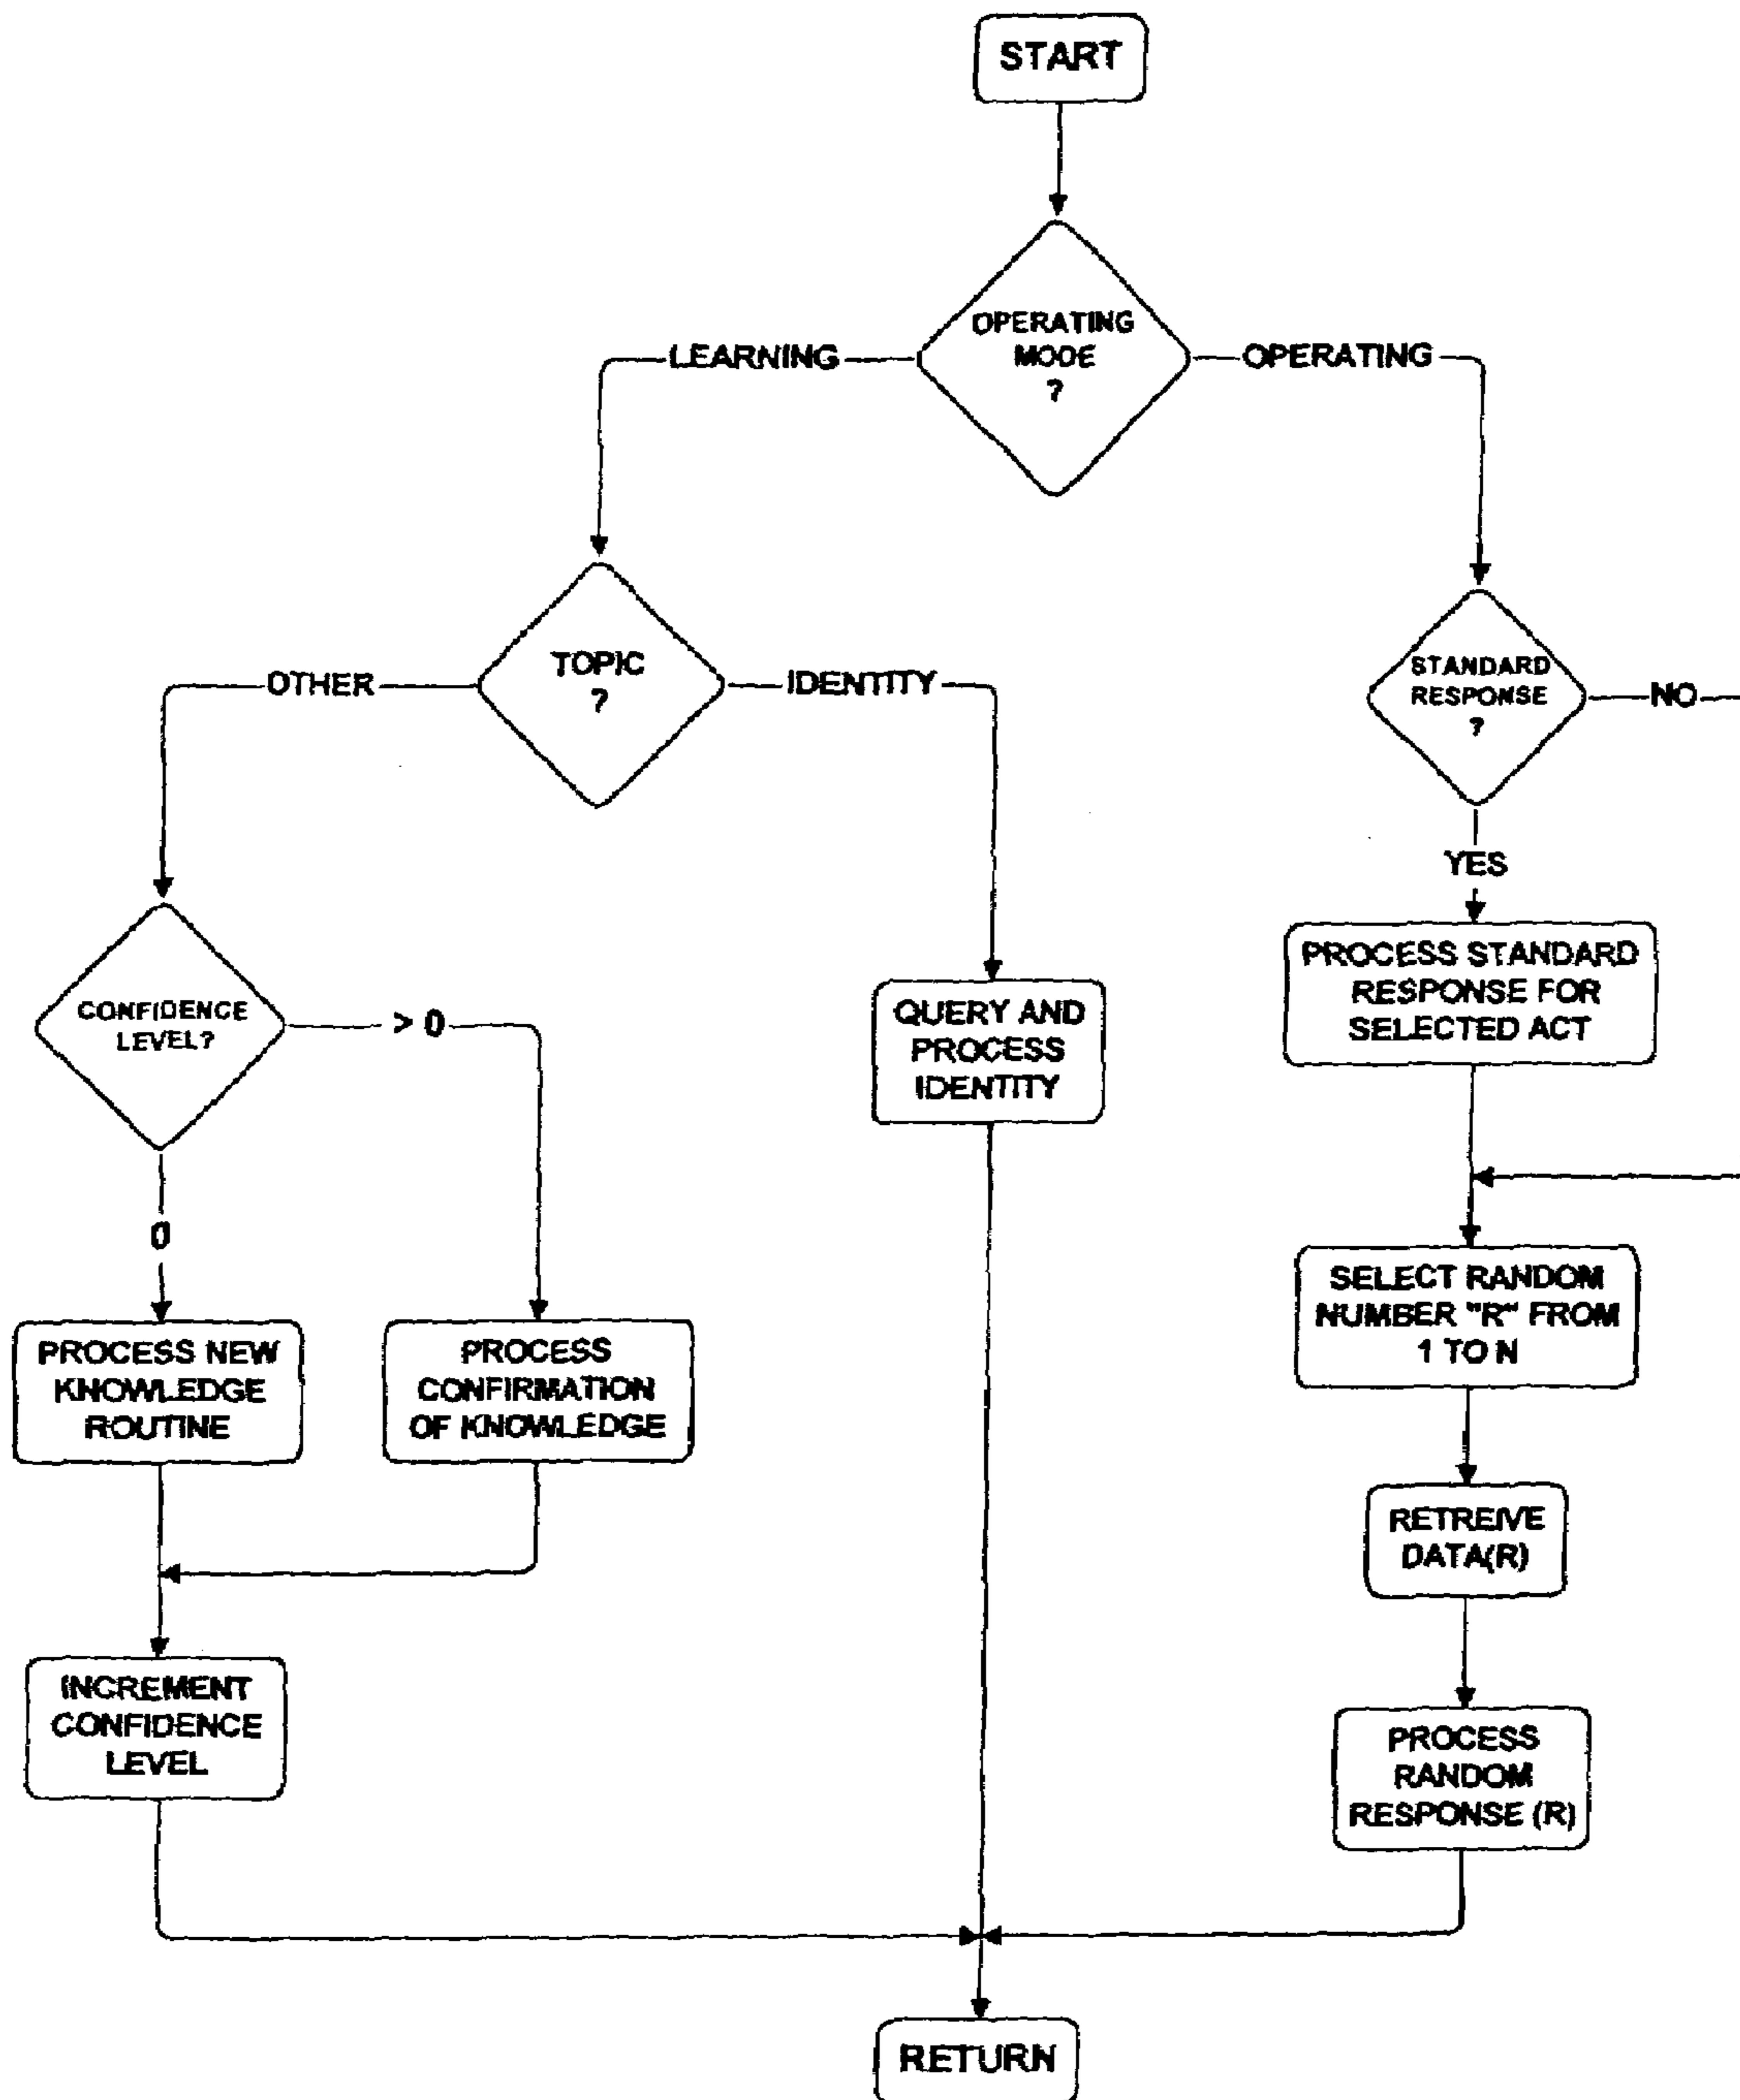 START
OPERATING
MODE
?
LEARNING
OPERATING
TOPIC
?
OTHER
IDENTITY
STANDARD
RESPONSE
?
NO
YES
CONFIDENCE
LEVEL?
> 0
0
QUERY AND
PROCESS
IDENTITY
PROCESS STANDARD
RESPONSE FOR
SELECTED ACT
SELECT RANDOM
NUMBER "R" FROM
1 TO N
PROCESS NEW
KNOWLEDGE
ROUTINE
PROCESS
CONFIRMATION
OF KNOWLEDGE
RETREIVE
DATA(R)
INCREMENT
CONFIDENCE
LEVEL
PROCESS
RANDOM
RESPONSE (R)
RETURN